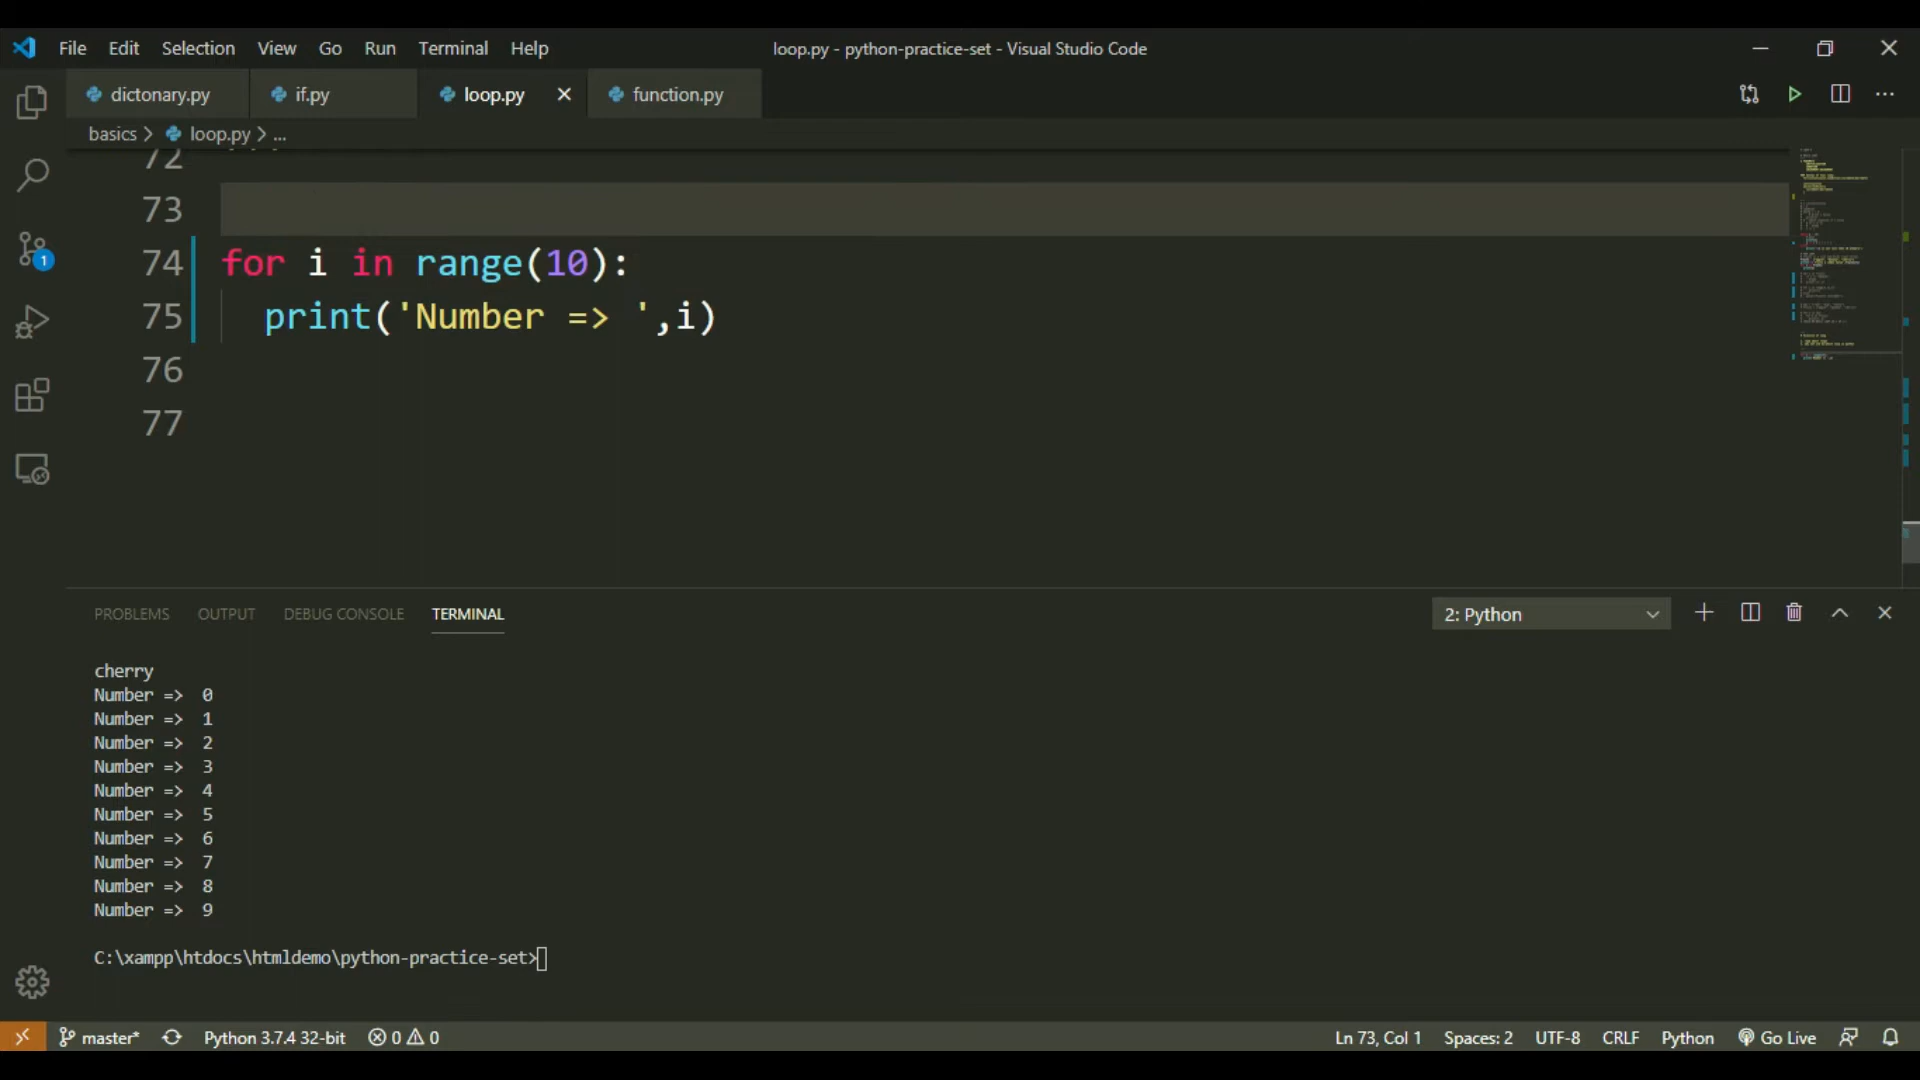 File Edit Selection View Go Run Terminal Help
loop.py - python-practice-set - Visual Studio Code
dictonary.py
if.py
loop.py
function.py
basics > loop.py > ...
72
73
74 for i in range(10):
75   print('Number => ',i)
76
77
1
PROBLEMS OUTPUT DEBUG CONSOLE TERMINAL
2: Python
cherry
Number =>  0
Number =>  1
Number =>  2
Number =>  3
Number =>  4
Number =>  5
Number =>  6
Number =>  7
Number =>  8
Number =>  9
C:\xampp\htdocs\htmldemo\python-practice-set>
master* Python 3.7.4 32-bit 0 0 Ln 73, Col 1 Spaces: 2 UTF-8 CRLF Python Go Live